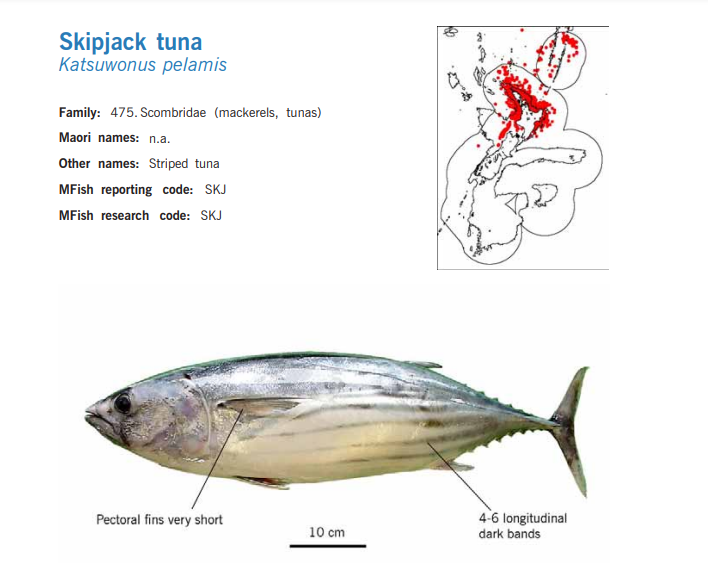 Skipjack tuna
Katsuwonus pelamis
Family: 475. Scombridae (mackerels, tunas)
Maori names: n.a.
Other names: Striped tuna
MFish reporting code: SKJ
MFish research code: SKJ
Pectoral fins very short
4-6 longitudinal
dark bands
10 cm